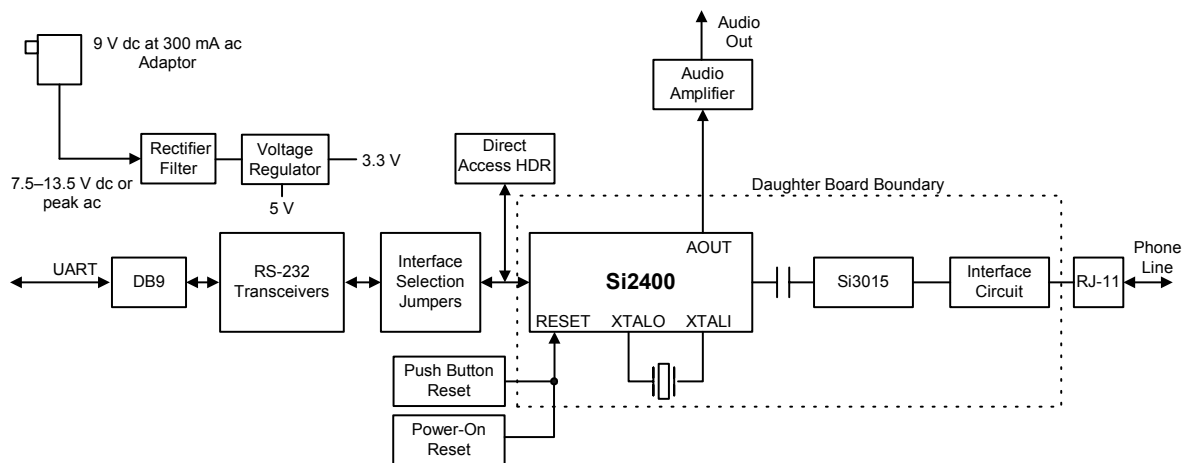 Audio
Out
9 V dc at 300 mA ac
Adaptor
Audio
Amplifier
Rectifier
Filter
Voltage
Regulator
3.3 V
Direct
Access HDR
7.5–13.5 V dc or
peak ac
5 V
Daughter Board Boundary
UART
DB9
RS-232
Transceivers
Interface
Selection
Jumpers
AOUT
Si2400
RESET
XTALO
XTALI
Si3015
Interface
Circuit
RJ-11
Phone
Line
Push Button
Reset
Power-On
Reset